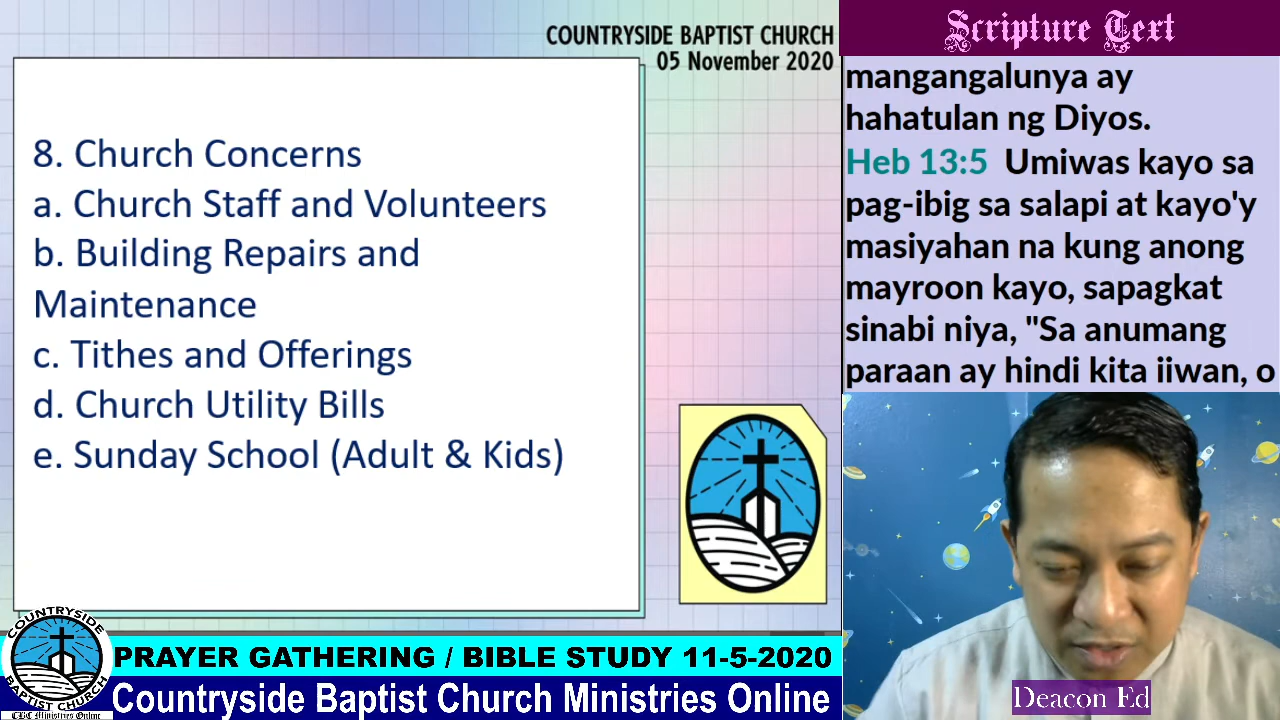 COUNTRYSIDE BAPTIST CHURCH
05 November 2020
8. Church Concerns
a. Church Staff and Volunteers
b. Building Repairs and
Maintenance
c. Tithes and Offerings
d. Church Utility Bills
e. Sunday School (Adult & Kids)
Scripture Text
mangangalunya ay
hahatulan ng Diyos.
Heb 13:5 Umiwas kayo sa
pag-ibig sa salapi at kayo'y
masiyahan na kung anong
mayroon kayo, sapagkat
sinabi niya, "Sa anumang
paraan ay hindi kita iiwan, o
Deacon Ed
COUNTRYSIDE
BAPTIST CHURCH
CBC Ministries Online
PRAYER GATHERING / BIBLE STUDY 11-5-2020
Countryside Baptist Church Ministries Online